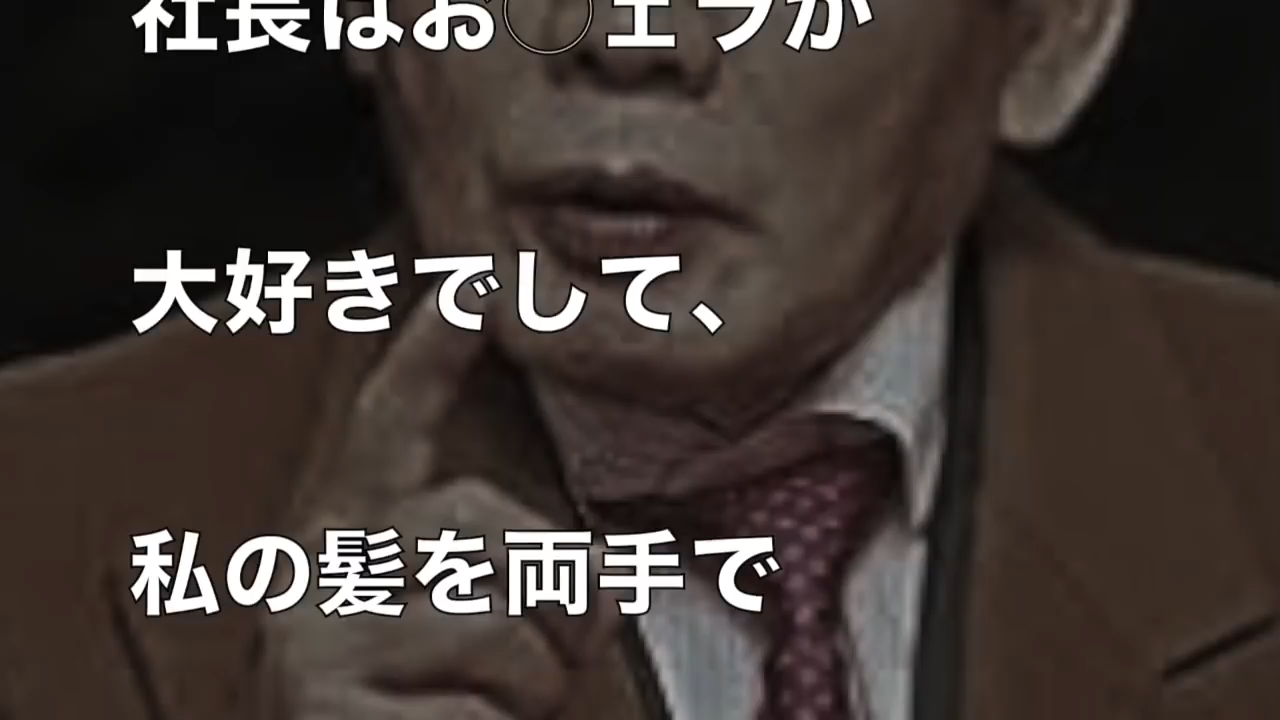 社長はお◯ェラが
大好きでして、
私の髪を両手で